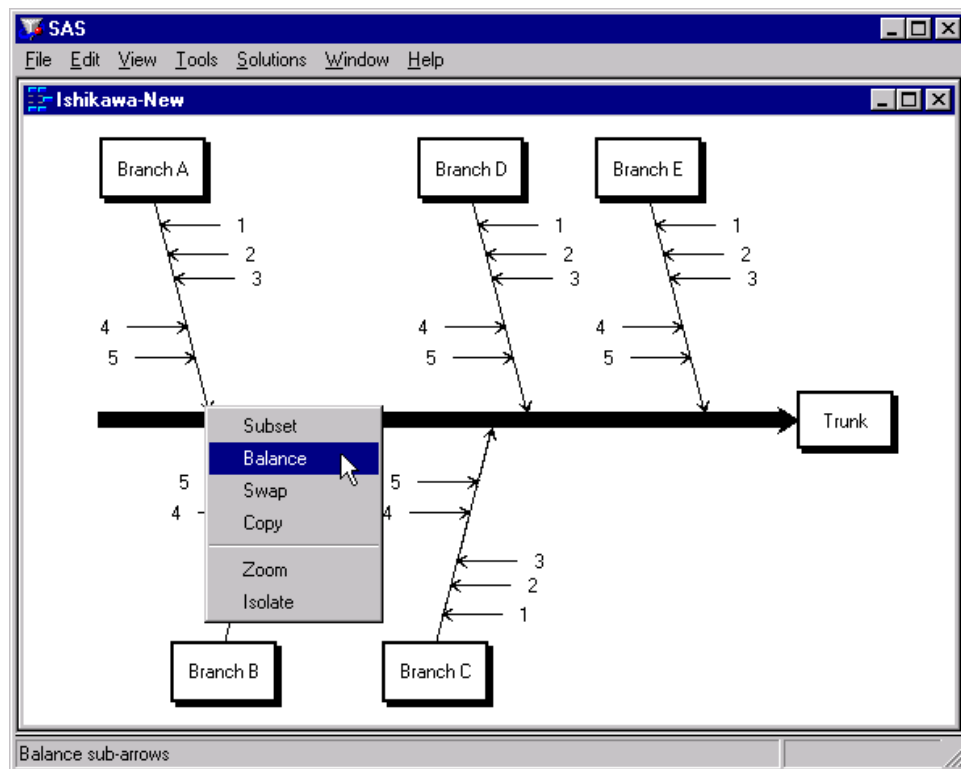 SAS
File Edit View Tools Solutions Window Help
Ishikawa-New
Branch A Branch D Branch E
1 1 1
2 2 2
3 3 3
4 4 4
5 5 5
Trunk
Subset
Balance
Swap
Copy
Zoom
Isolate
5 5
4 4
3
2
1
Branch B Branch C
Balance sub-arrows